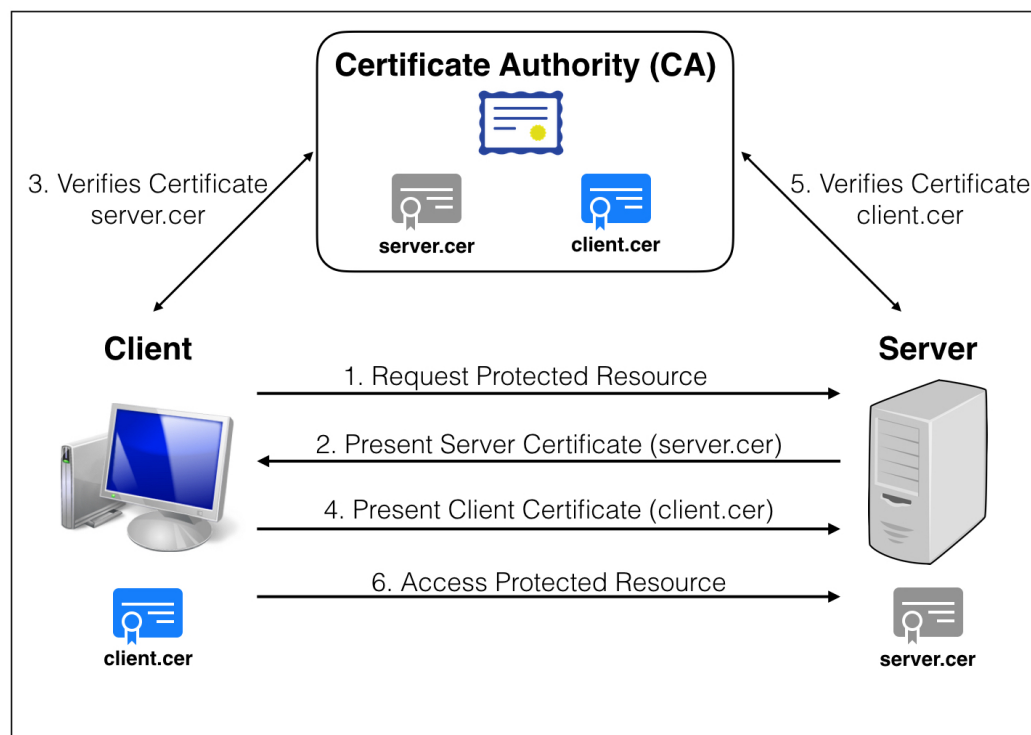 Certificate Authority (CA)
server.cer
client.cer
3. Verifies Certificate
server.cer
5. Verifies Certificate
client.cer
Client
Server
1. Request Protected Resource
2. Present Server Certificate (server.cer)
4. Present Client Certificate (client.cer)
6. Access Protected Resource
client.cer
server.cer